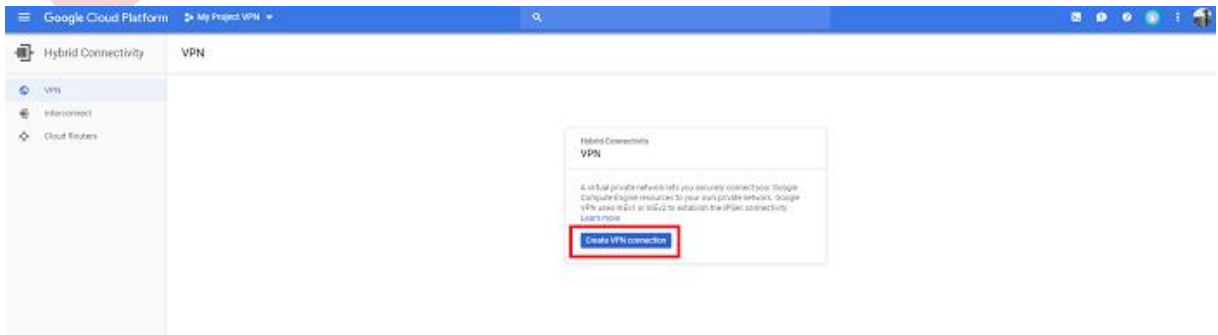 Google Cloud Platform My Project VPN
Hybrid Connectivity VPN
VPN
Interconnect
Cloud Routers
Hybrid Connectivity
VPN
A virtual private network lets you securely connect your Google
Compute Engine resources to your own private network. Google
VPN uses IKEv1 or IKEv2 to establish the IPSec connectivity.
Learn more
Create VPN connection